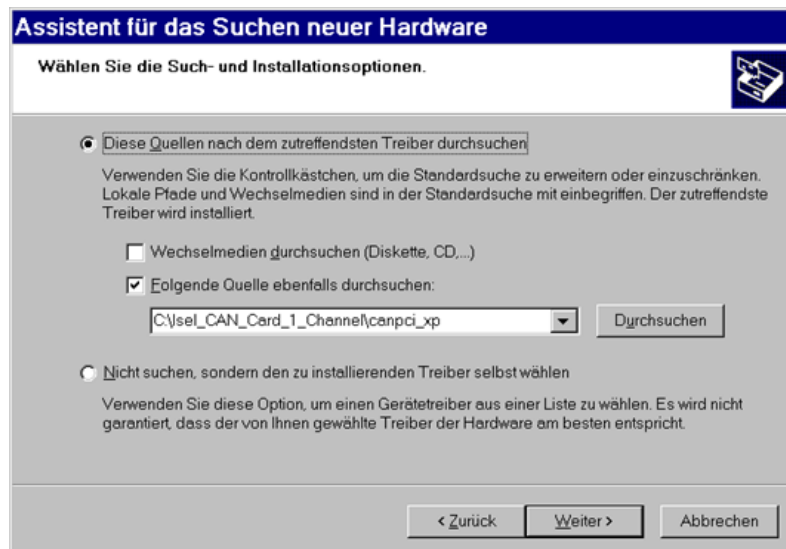 Assistent für das Suchen neuer Hardware
Wählen Sie die Such- und Installationsoptionen.
Diese Quellen nach dem zutreffendsten Treiber durchsuchen
Verwenden Sie die Kontrollkästchen, um die Standardsuche zu erweitern oder einzuschränken.
Lokale Pfade und Wechselmedien sind in der Standardsuche mit einbegriffen. Der zutreffendste
Treiber wird installiert.
Wechselmedien durchsuchen (Diskette, CD,...)
Folgende Quelle ebenfalls durchsuchen:
C:\Isel_CAN_Card_1_Channel\canpci_xp
Durchsuchen
Nicht suchen, sondern den zu installierenden Treiber selbst wählen
Verwenden Sie diese Option, um einen Gerätetreiber aus einer Liste zu wählen. Es wird nicht
garantiert, dass der von Ihnen gewählte Treiber der Hardware am besten entspricht.
< Zurück
Weiter >
Abbrechen